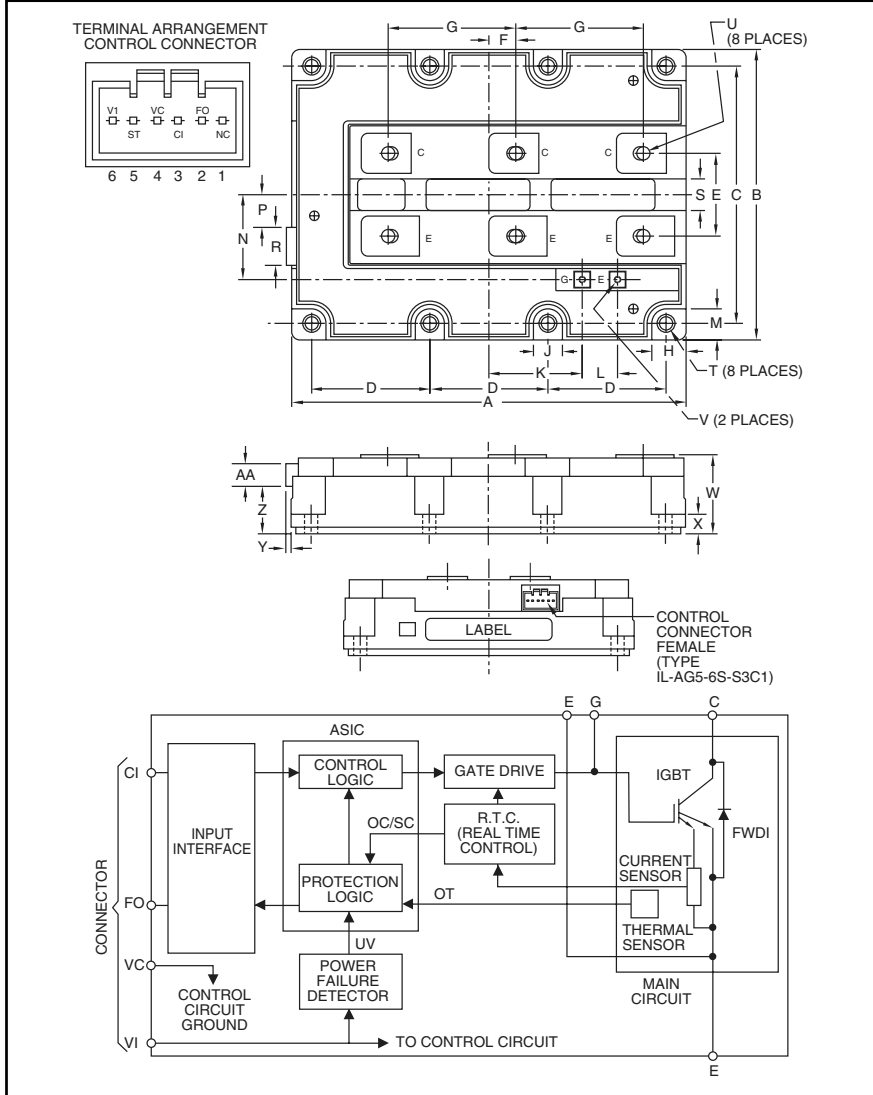 TERMINAL ARRANGEMENT
CONTROL CONNECTOR
V1 VC FO
ST CI NC
6 5 4 3 2 1
G G
F
U
(8 PLACES)
C C C
P
N
R
S E C B
E E E
G E
M
J
H
K L
T (8 PLACES)
D D D
A
V (2 PLACES)
AA
Z
Y
W
X
LABEL
CONTROL
CONNECTOR
FEMALE
(TYPE
IL-AG5-6S-S3C1)
E G C
ASIC
CONNECTOR
CI
INPUT
INTERFACE
CONTROL
LOGIC
GATE DRIVE
IGBT
FWDI
OC/SC
R.T.C.
(REAL TIME
CONTROL)
CURRENT
SENSOR
PROTECTION
LOGIC
FO
OT
THERMAL
SENSOR
UV
VC
POWER
FAILURE
DETECTOR
MAIN
CIRCUIT
CONTROL
CIRCUIT
GROUND
VI
TO CONTROL CIRCUIT
E